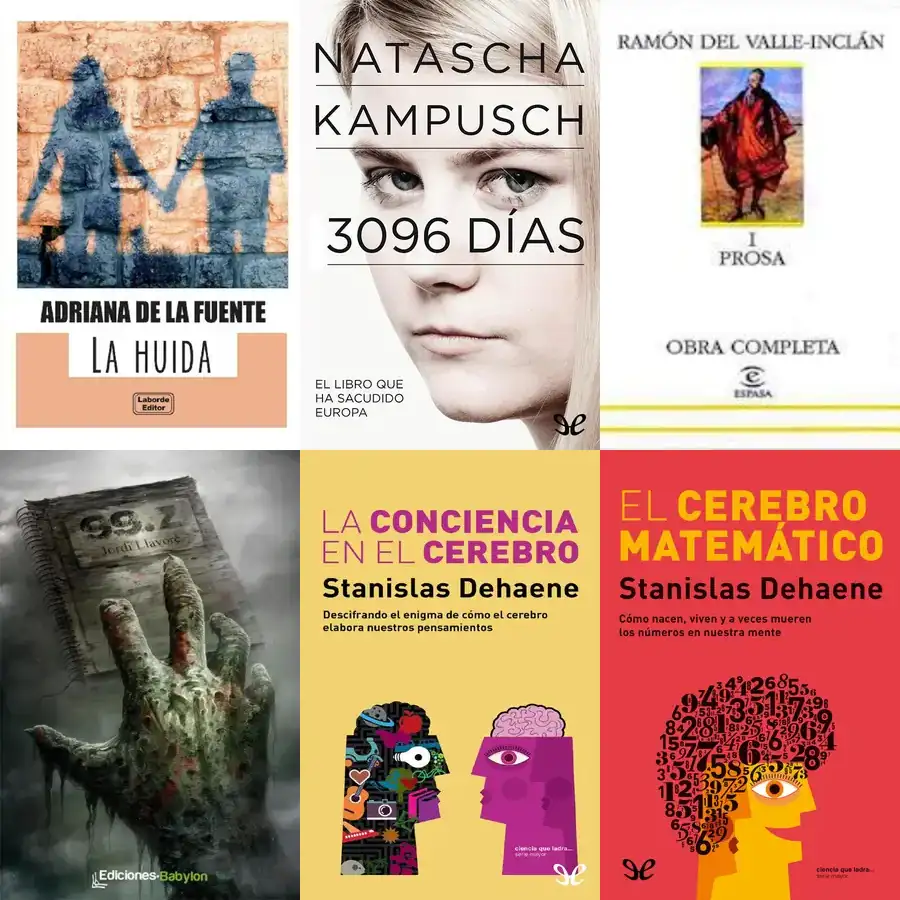 ADRIANA DE LA FUENTE
LA HUIDA
Laborde
Editor
NATASCHA
KAMPUSCH
3096 DÍAS
EL LIBRO QUE
HA SACUDIDO
EUROPA
RAMÓN DEL VALLE-INCLÁN
I
PROSA
OBRA COMPLETA
ESPASA
99.7
Jordi Llavoré
Ediciones-Babylon
LA CONCIENCIA
EN EL CEREBRO
Stanislas Dehaene
Descifrando el enigma de cómo el cerebro
elabora nuestros pensamientos
ciencia que ladra...
serie mayor
EL CEREBRO
MATEMÁTICO
Stanislas Dehaene
Cómo nacen, viven y a veces mueren
los números en nuestra mente
ciencia que ladra...
serie mayor